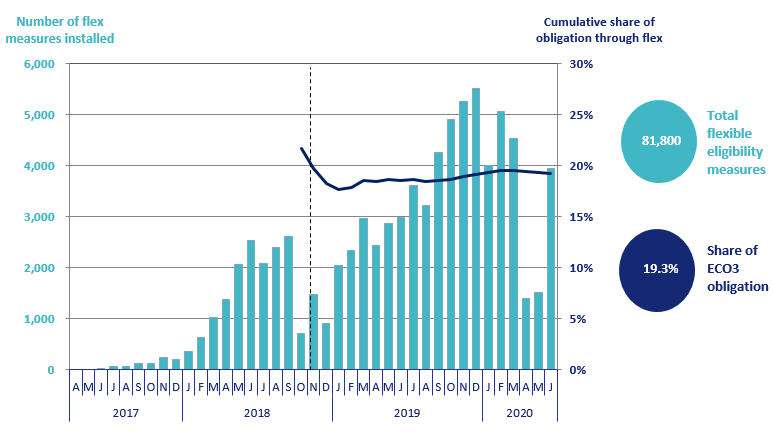 Number of flex
measures installed
Cumulative share of
obligation through flex
6,000
5,000
4,000
3,000
2,000
1,000
0
30%
25%
20%
15%
10%
5%
0%
A M J J A S O N D J F M A M J J A S O N D J F M A M J J A S O N D J F M A M J
2017 2018 2019 2020
81,800
Total
flexible
eligibility
measures
19.3%
Share of
ECO3
obligation